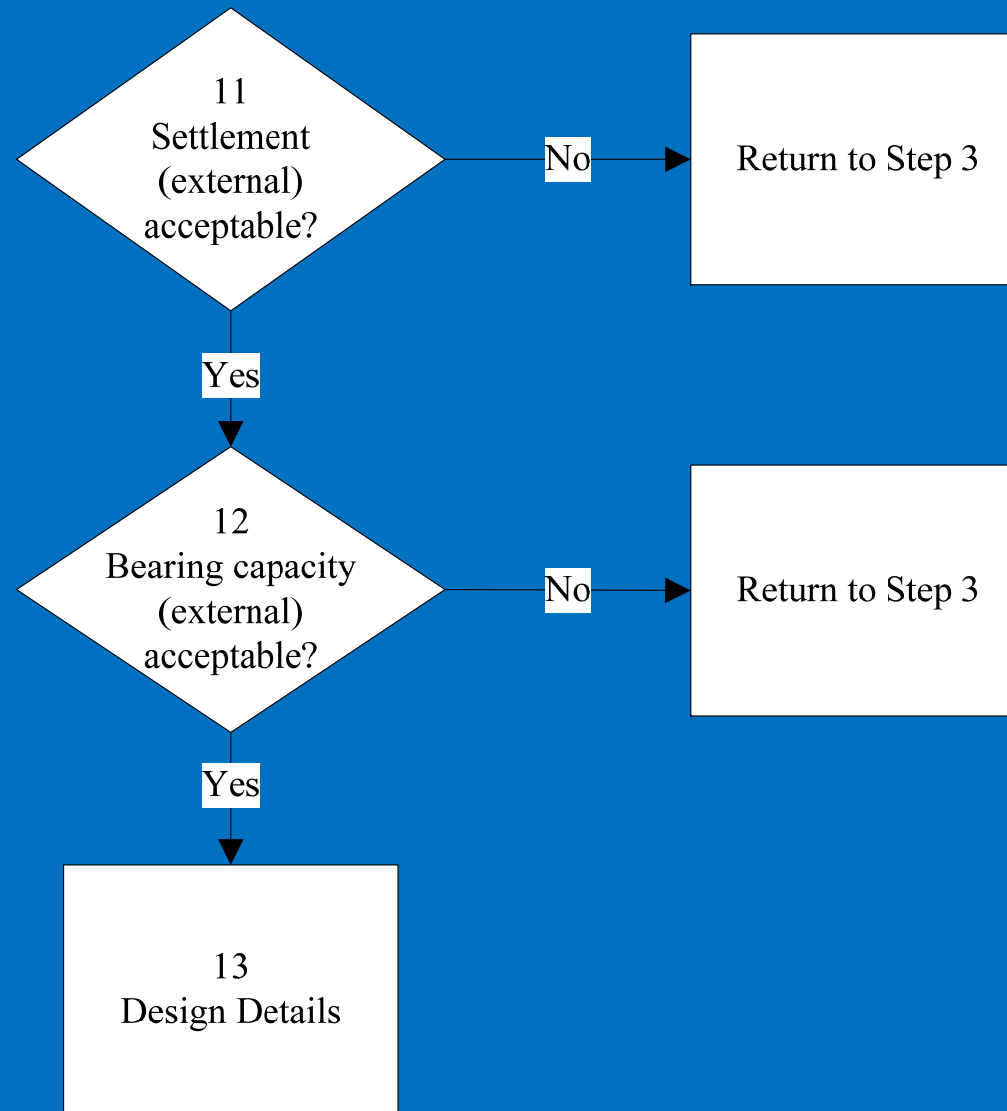 11
Settlement
(external)
acceptable?
No
Return to Step 3
Yes
12
Bearing capacity
(external)
acceptable?
No
Return to Step 3
Yes
13
Design Details